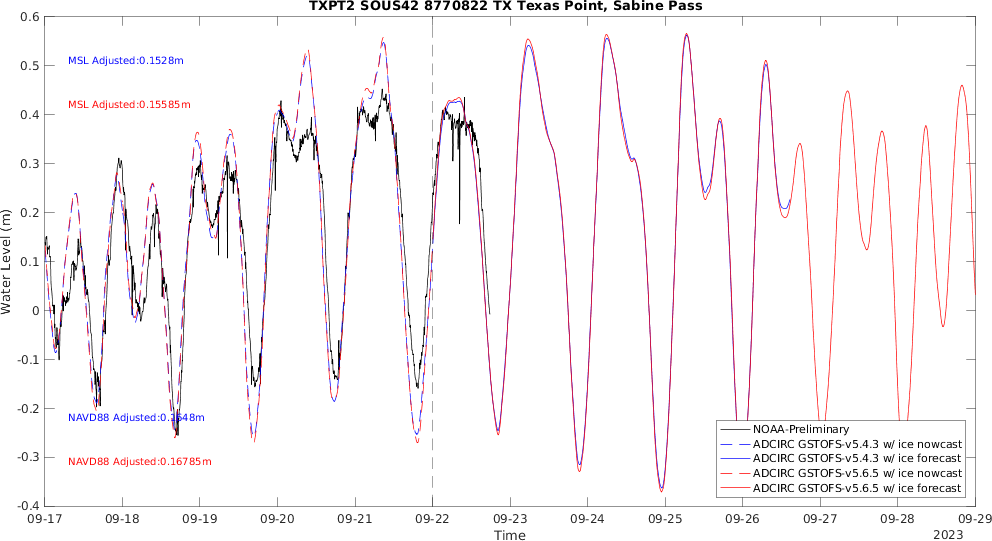 TXPT2 SOUS42 8770822 TX Texas Point, Sabine Pass
0.6
0.5
0.4
0.3
0.2
0.1
0
-0.1
-0.2
-0.3
-0.4
Water Level (m)
MSL Adjusted:0.1528m
MSL Adjusted:0.15585m
NAVD88 Adjusted:0.1648m
NAVD88 Adjusted:0.16785m
NOAA-Preliminary
ADCIRC GSTOFS-v5.4.3 w/ ice nowcast
ADCIRC GSTOFS-v5.4.3 w/ ice forecast
ADCIRC GSTOFS-v5.6.5 w/ ice nowcast
ADCIRC GSTOFS-v5.6.5 w/ ice forecast
09-17 09-18 09-19 09-20 09-21 09-22 09-23 09-24 09-25 09-26 09-27 09-28 09-29
Time
2023